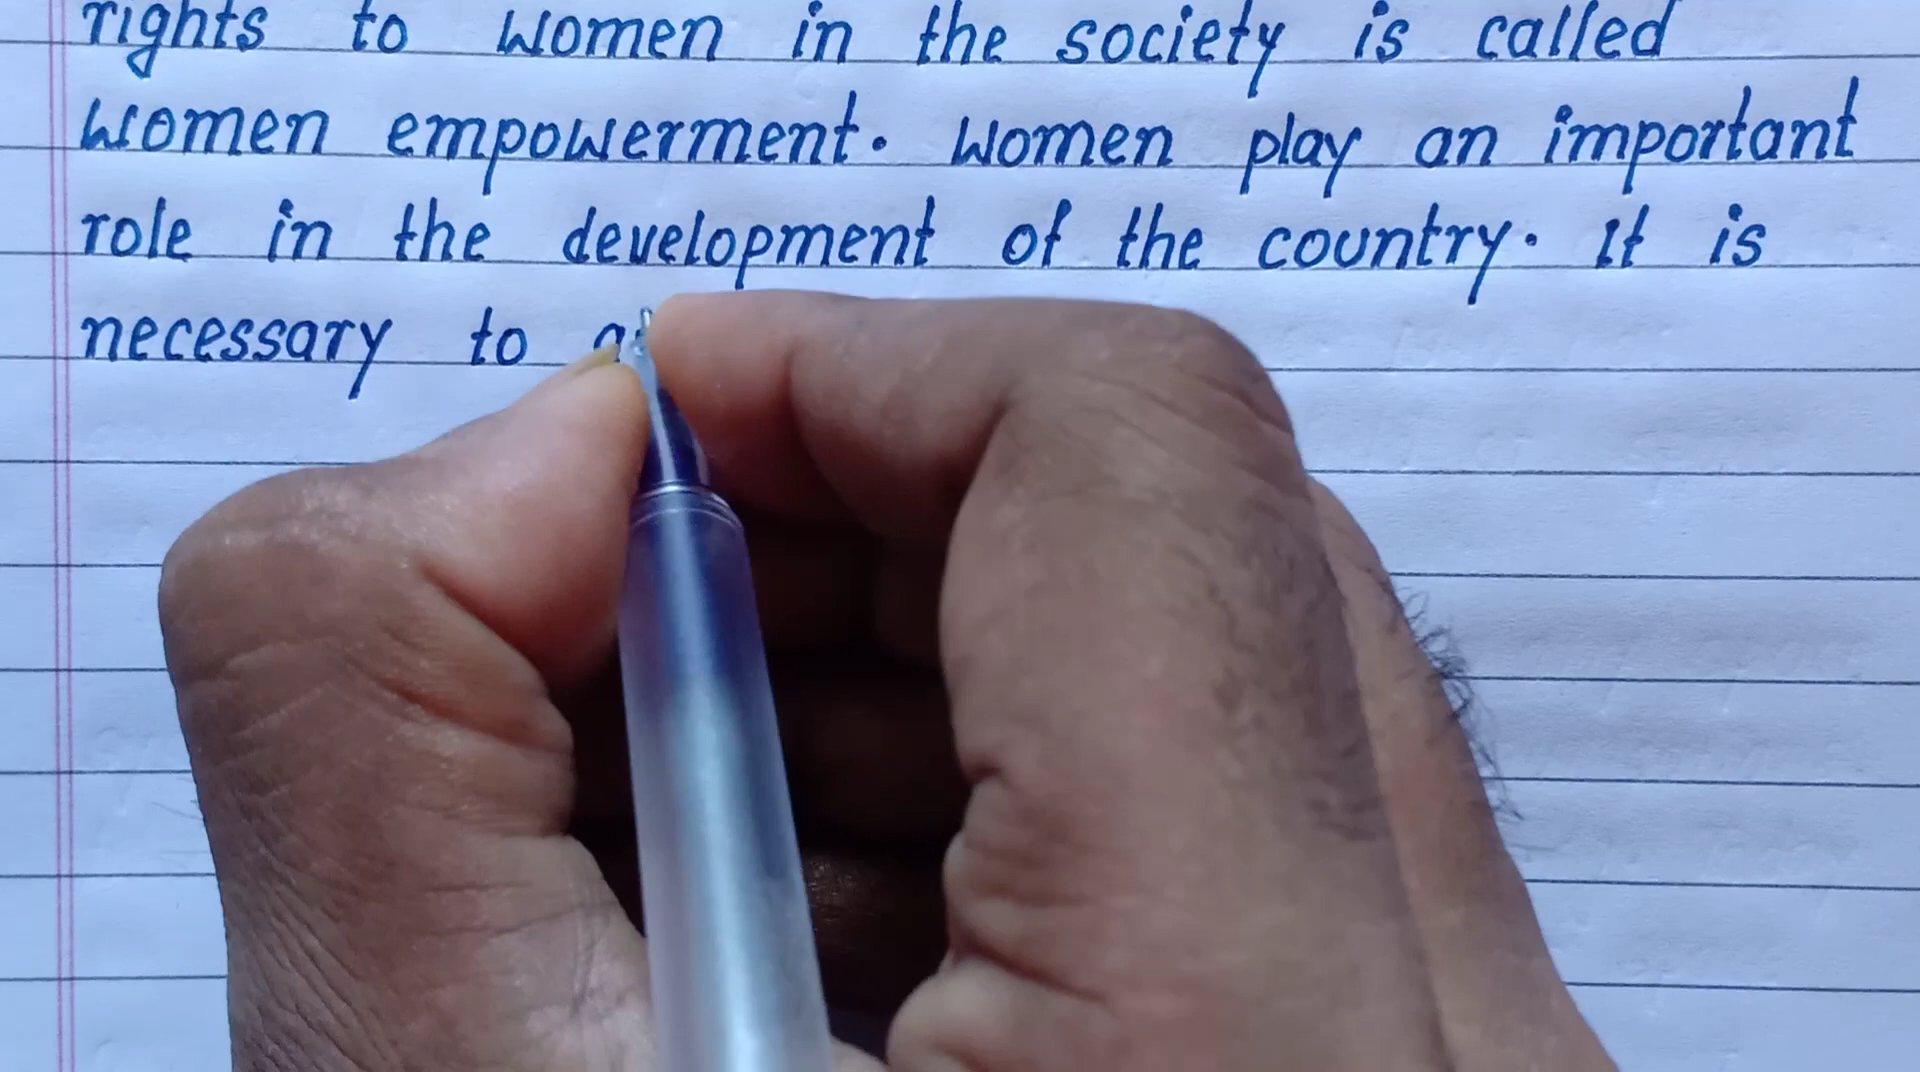 rights to women in the society is called
women empowerment. Women play an important
role in the development of the country. It is
necessary to